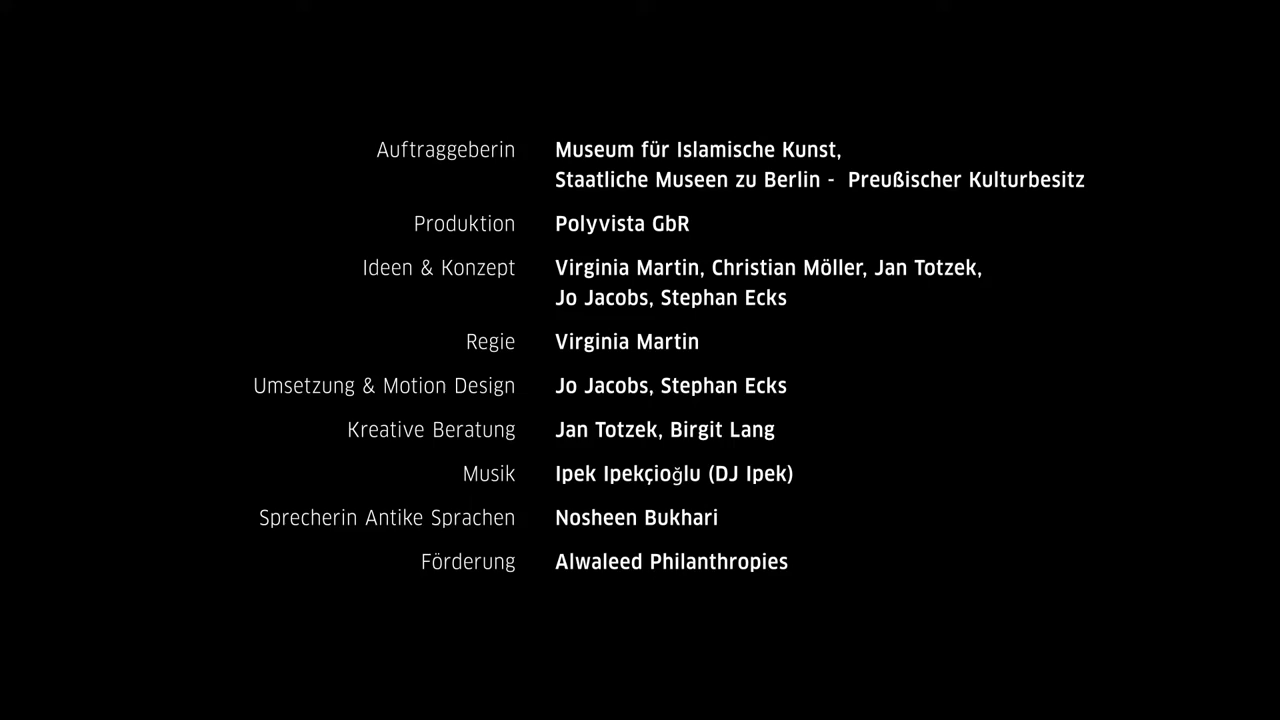 Auftraggeberin Museum für Islamische Kunst,
Staatliche Museen zu Berlin - Preußischer Kulturbesitz
Produktion Polyvista GbR
Ideen & Konzept Virginia Martin, Christian Möller, Jan Totzek,
Jo Jacobs, Stephan Ecks
Regie Virginia Martin
Umsetzung & Motion Design Jo Jacobs, Stephan Ecks
Kreative Beratung Jan Totzek, Birgit Lang
Musik Ipek Ipekçioğlu (DJ Ipek)
Sprecherin Antike Sprachen Nosheen Bukhari
Förderung Alwaleed Philanthropies